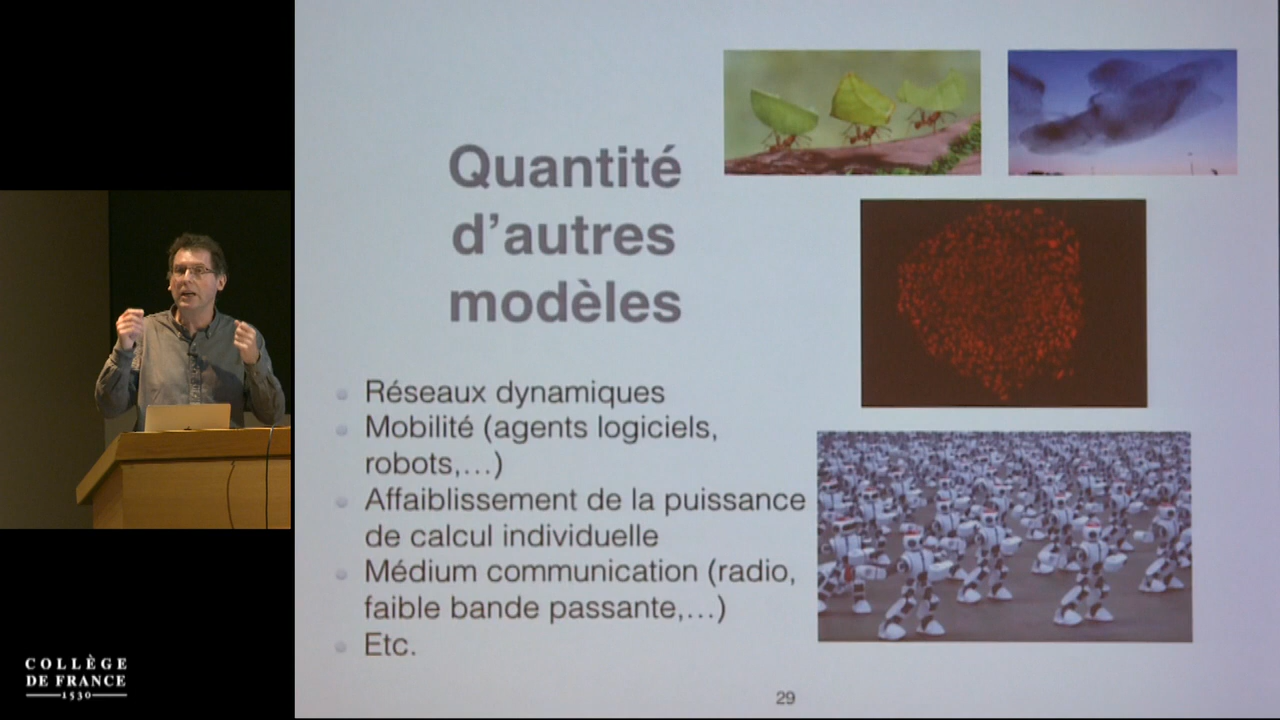 Quantité
d'autres
modèles
Réseaux dynamiques
Mobilité (agents logiciels,
robots,...)
Affaiblissement de la puissance
de calcul individuelle
Médium communication (radio,
faible bande passante,...)
Etc.
29
COLLÈGE
DE FRANCE
1530